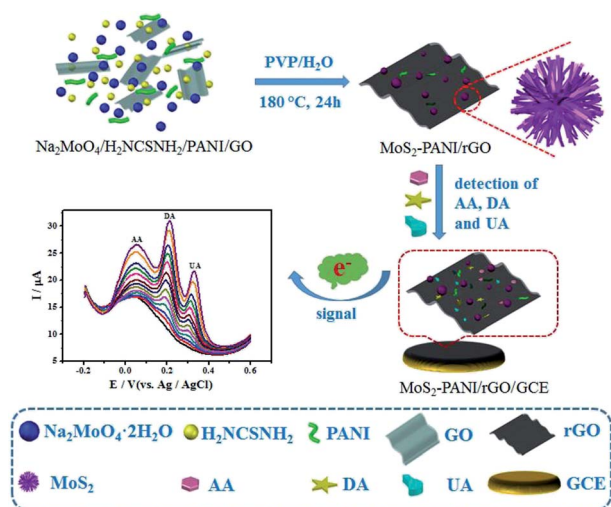 PVP/H₂O
180 °C, 24h
Na₂MoO₄/H₂NCSNH₂/PANI/GO
MoS₂-PANI/rGO
detection of
AA, DA
and UA
35
30
25
20
15
10
5
I / μA
AA
DA
UA
-0.2
0.0
0.2
0.4
0.6
E / V(vs. Ag / AgCl)
e⁻
signal
MoS₂-PANI/rGO/GCE
Na₂MoO₄·2H₂O
H₂NCSNH₂
PANI
GO
rGO
MoS₂
AA
DA
UA
GCE